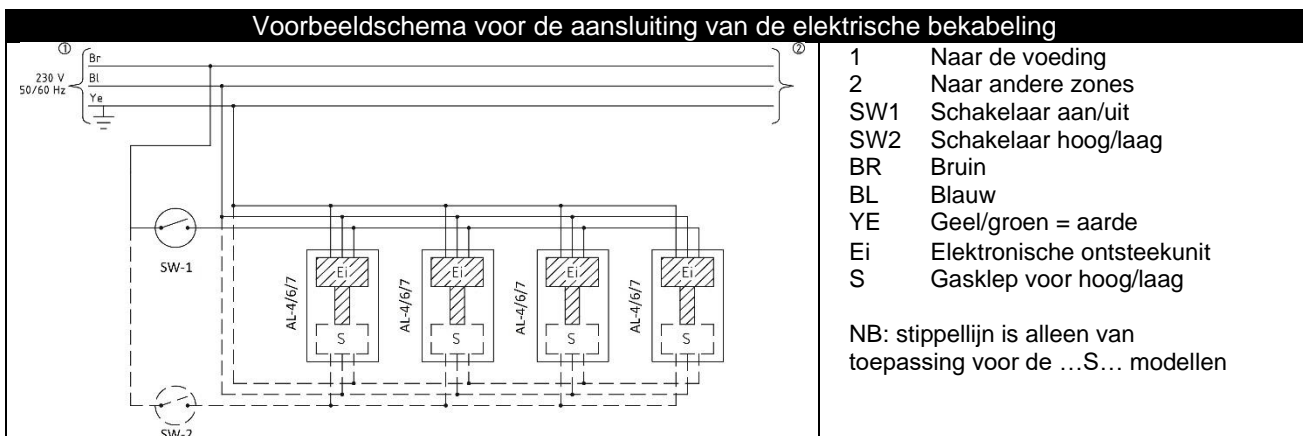 Voorbeeldschema voor de aansluiting van de elektrische bekabeling
① ②
Br
230 V Bl
50/60 Hz
Ye
SW-1
AL-4/6/7 Ei S
AL-4/6/7 Ei S
AL-4/6/7 Ei S
AL-4/6/7 Ei S
SW-2
1 Naar de voeding
2 Naar andere zones
SW1 Schakelaar aan/uit
SW2 Schakelaar hoog/laag
BR Bruin
BL Blauw
YE Geel/groen = aarde
Ei Elektronische ontsteekunit
S Gasklep voor hoog/laag
NB: stippellijn is alleen van
toepassing voor de …S… modellen